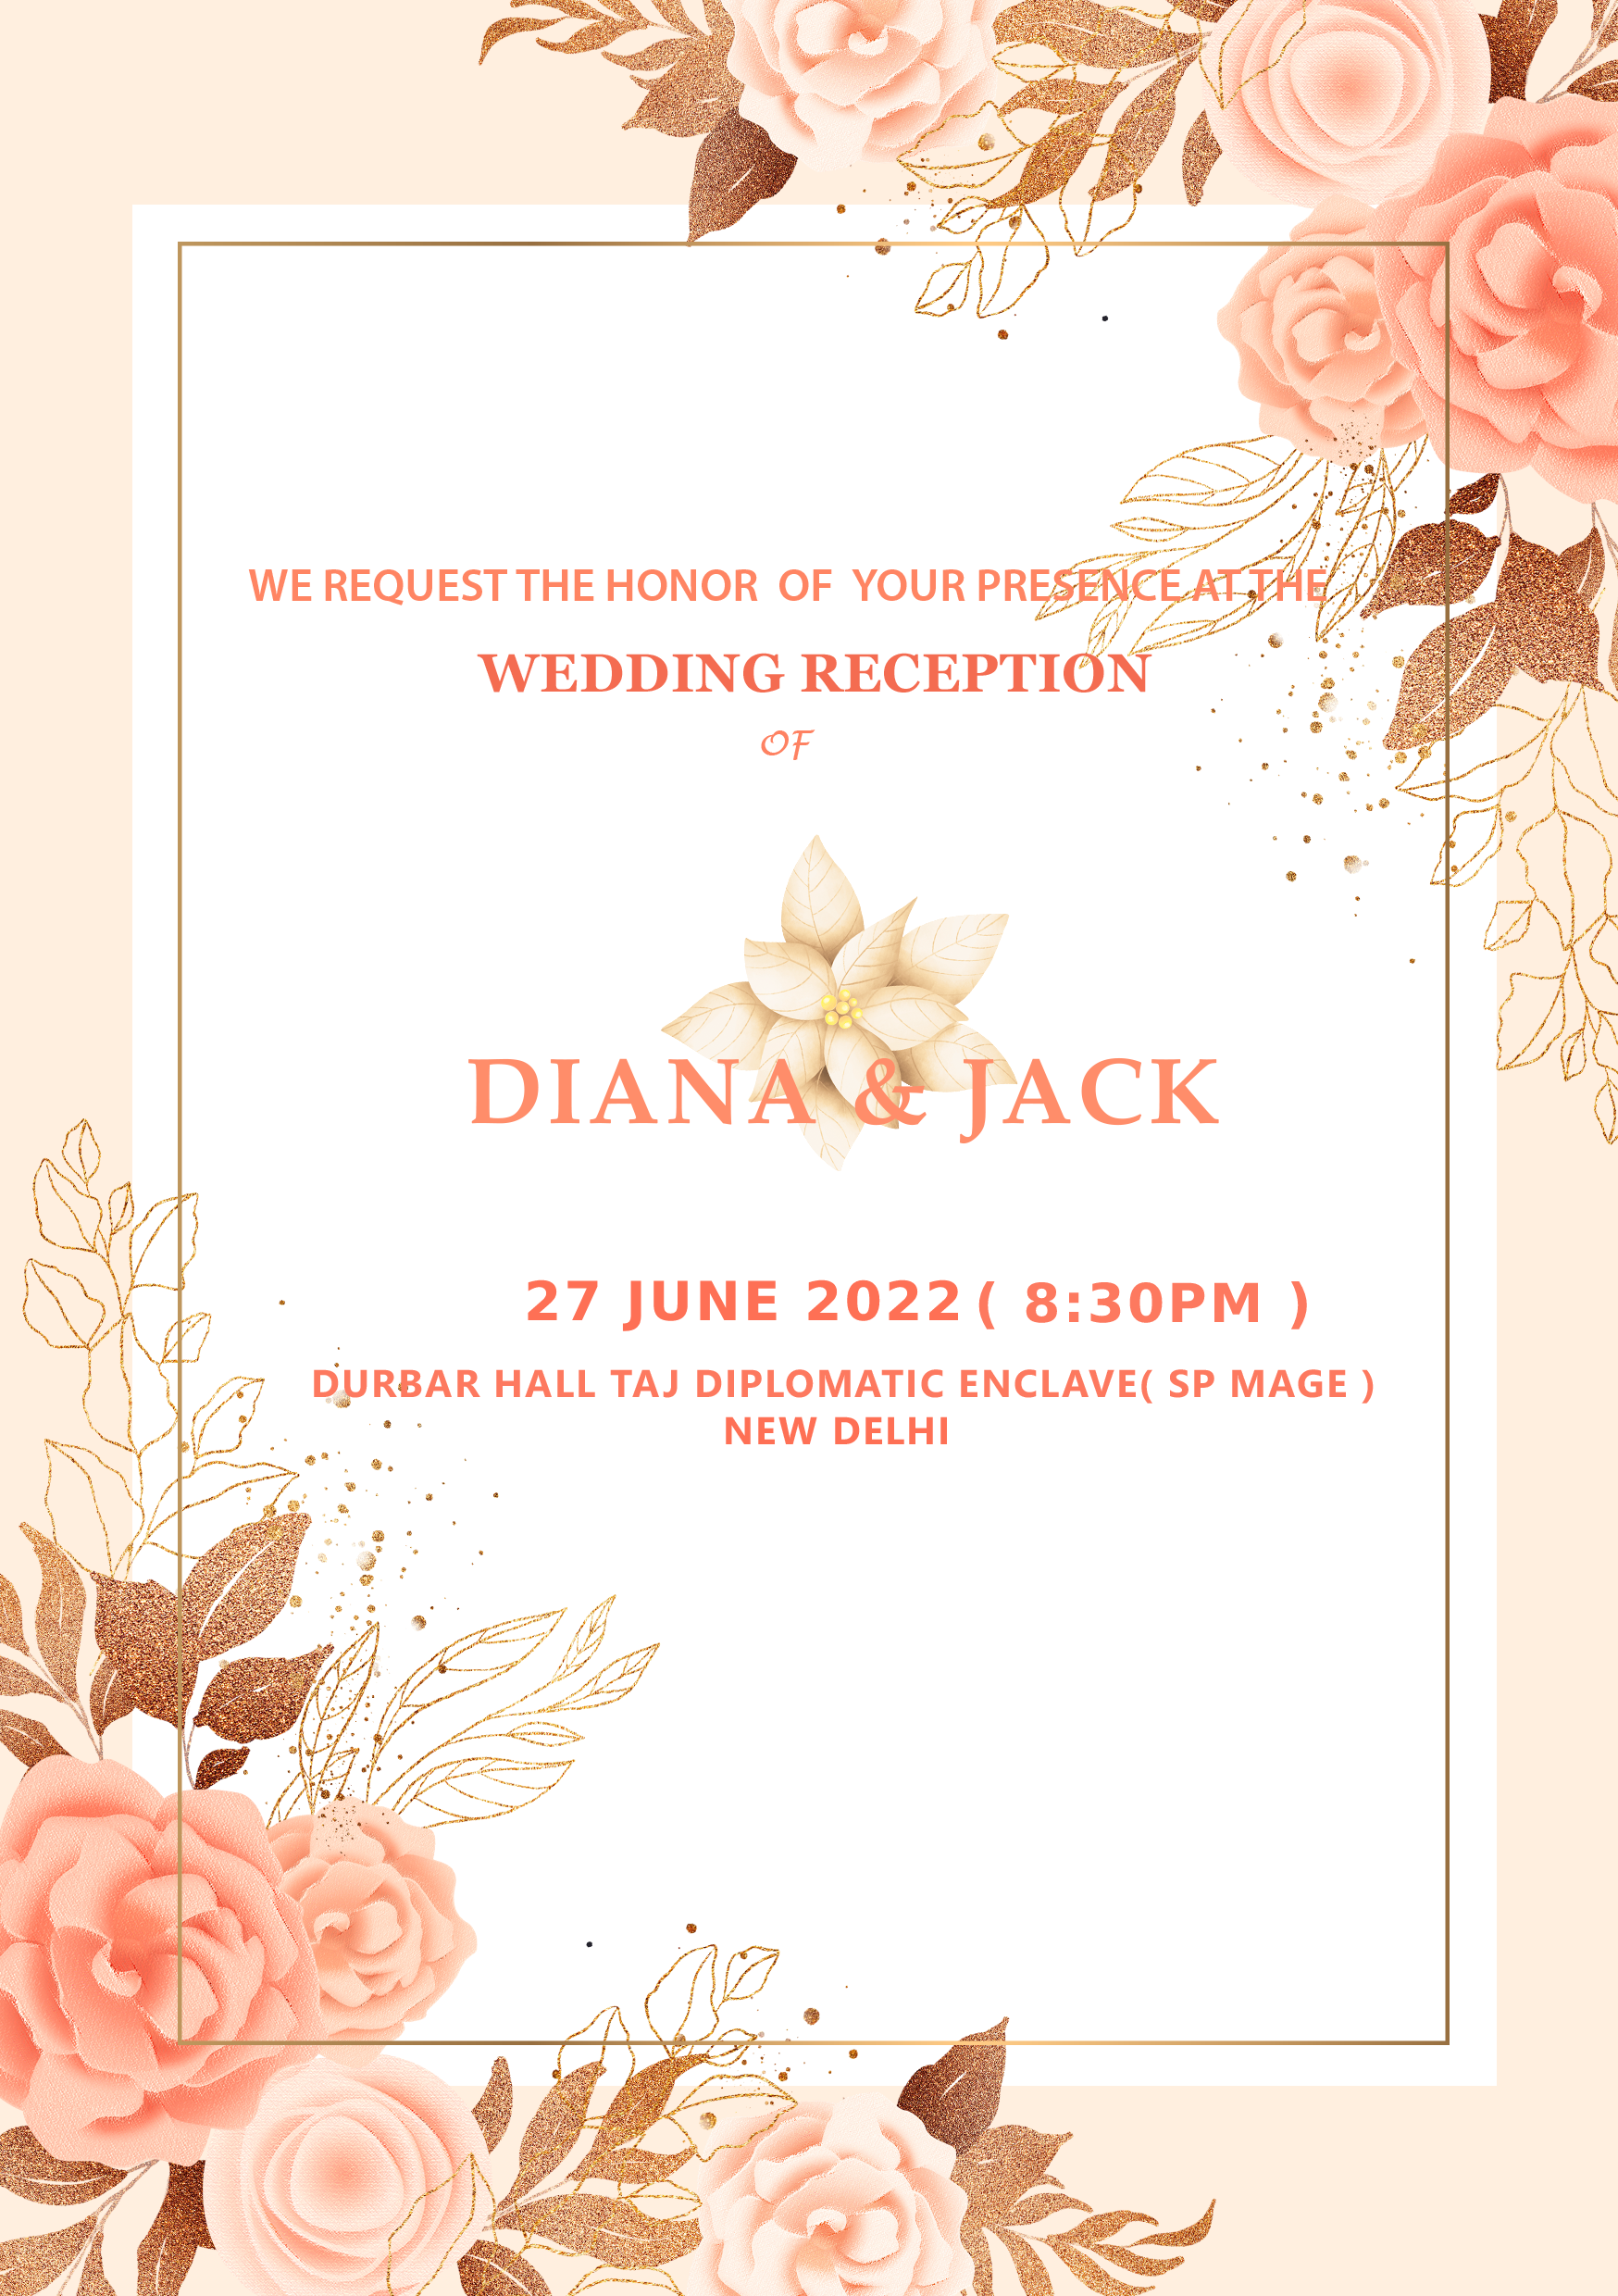 WE REQUEST THE HONOR OF YOUR PRESENCE AT THE
WEDDING RECEPTION
OF
DIANA & JACK
27 JUNE 2022 ( 8:30PM )
DURBAR HALL TAJ DIPLOMATIC ENCLAVE( SP MAGE )
NEW DELHI